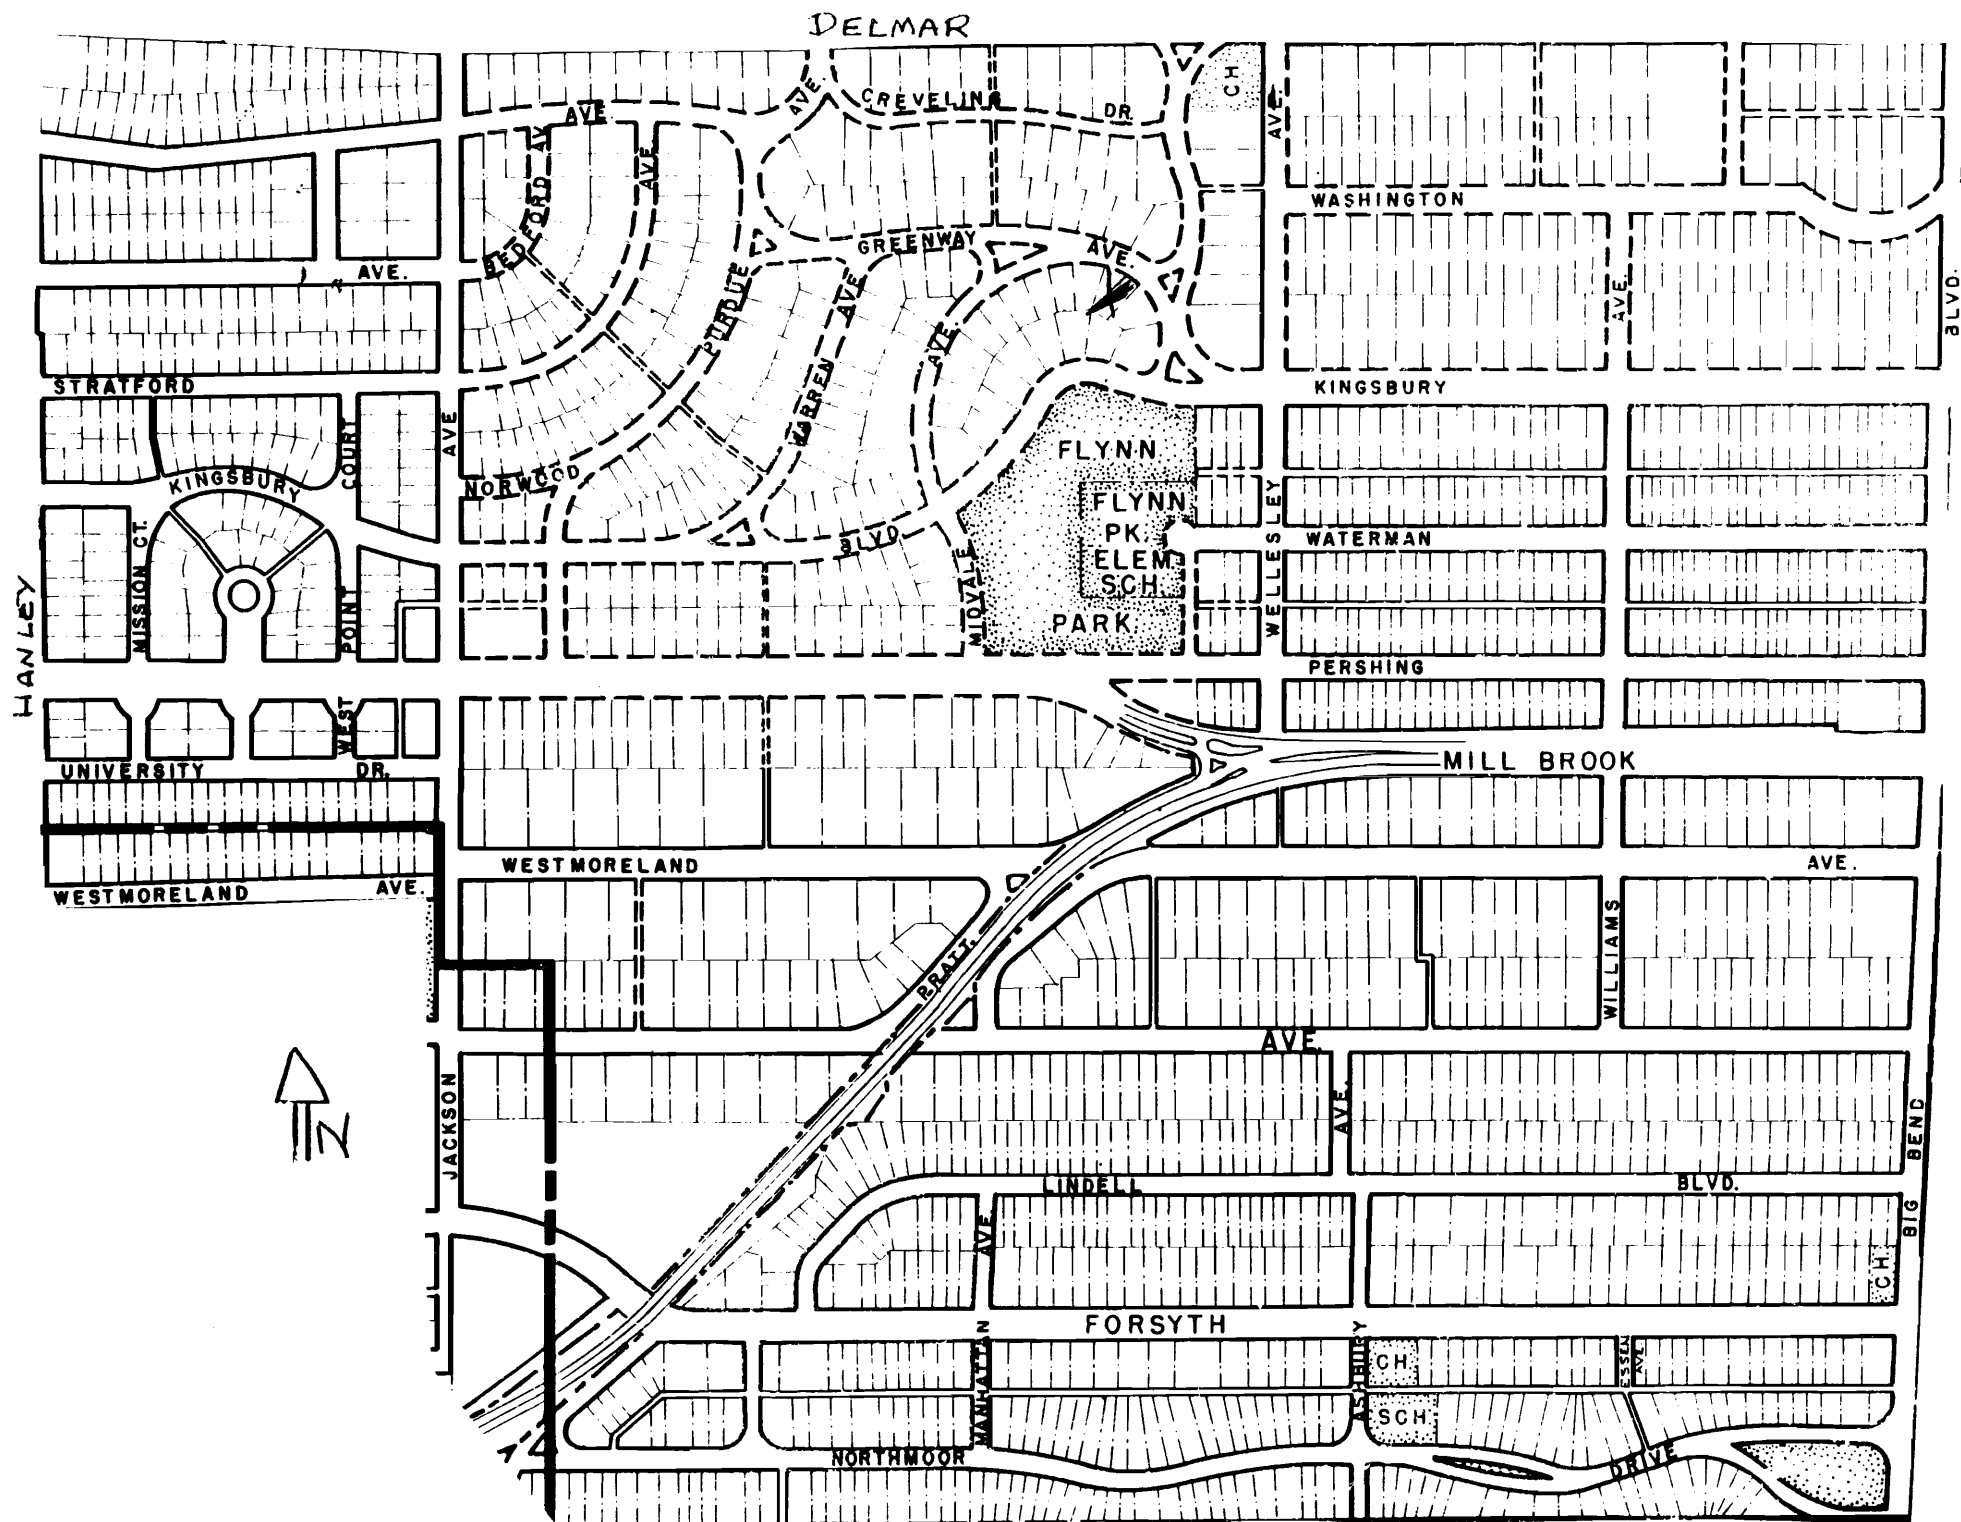 DELMAR
CH
AVE.
CREVELING
DR.
AVE.
AVE.
BEDFORD AV.
AVE.
WASHINGTON
GREENWAY
AVE.
AVE.
PURDUE
AVE.
AVE.
AVE.
BLVD.
STRATFORD
KINGSBURY
WARREN
COURT
AVE
FLYNN
NORWOOD
KINGSBURY
FLYNN
PK.
ELEM.
SCH.
PARK
WELLESLEY
WATERMAN
MISSION CT.
BLVD.
MIDVALE
HANLEY
POINT
WEST
PERSHING
UNIVERSITY
DR.
MILL BROOK
WESTMORELAND
AVE.
WESTMORELAND
AVE.
PRATT
WILLIAMS
AVE.
N
JACKSON
AVE.
BIG BEND
LINDELL
BLVD.
AVE
CH.
FORSYTH
MANHATTAN
ASHBURY
CH.
ESSEX
AVE.
SCH.
NORTHMOOR
DRIVE